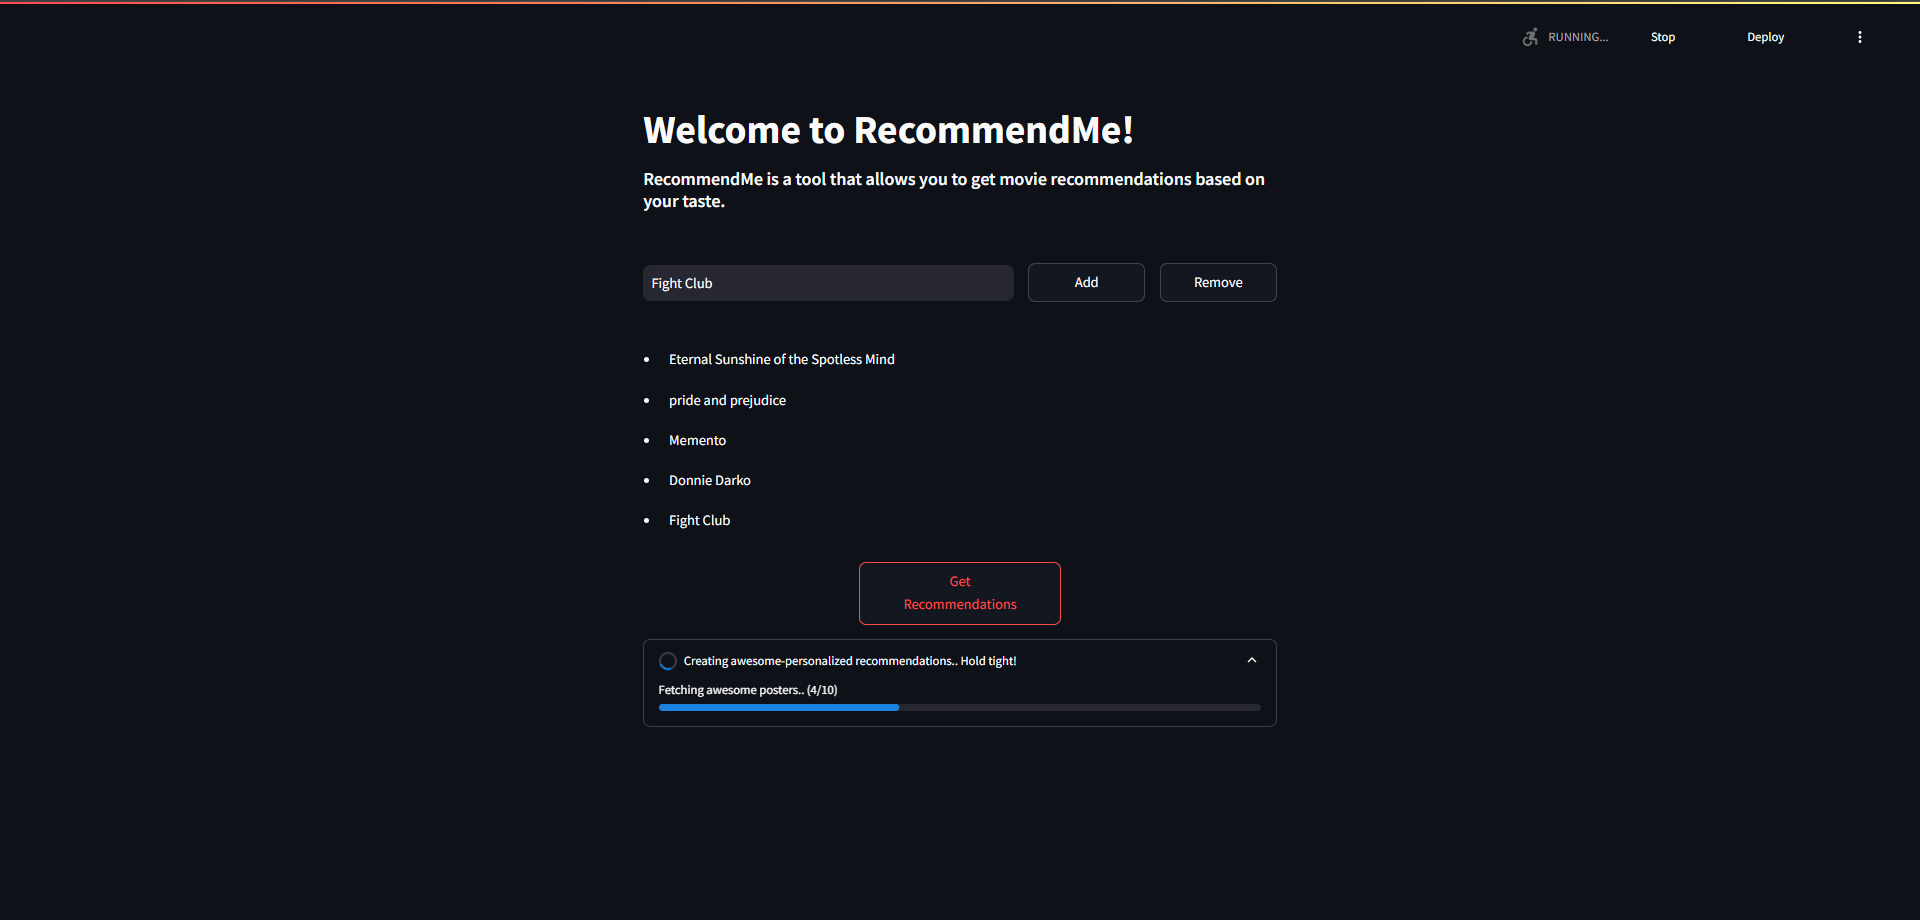 RUNNING...
Stop
Deploy
Welcome to RecommendMe!
RecommendMe is a tool that allows you to get movie recommendations based on
your taste.
Fight Club
Add
Remove
Eternal Sunshine of the Spotless Mind
pride and prejudice
Memento
Donnie Darko
Fight Club
Get
Recommendations
Creating awesome-personalized recommendations.. Hold tight!
Fetching awesome posters.. (4/10)